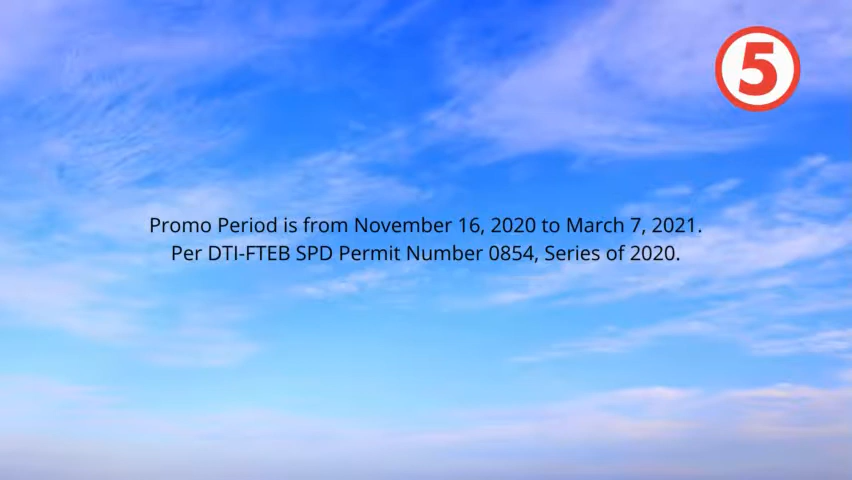 5
Promo Period is from November 16, 2020 to March 7, 2021.
Per DTI-FTEB SPD Permit Number 0854, Series of 2020.